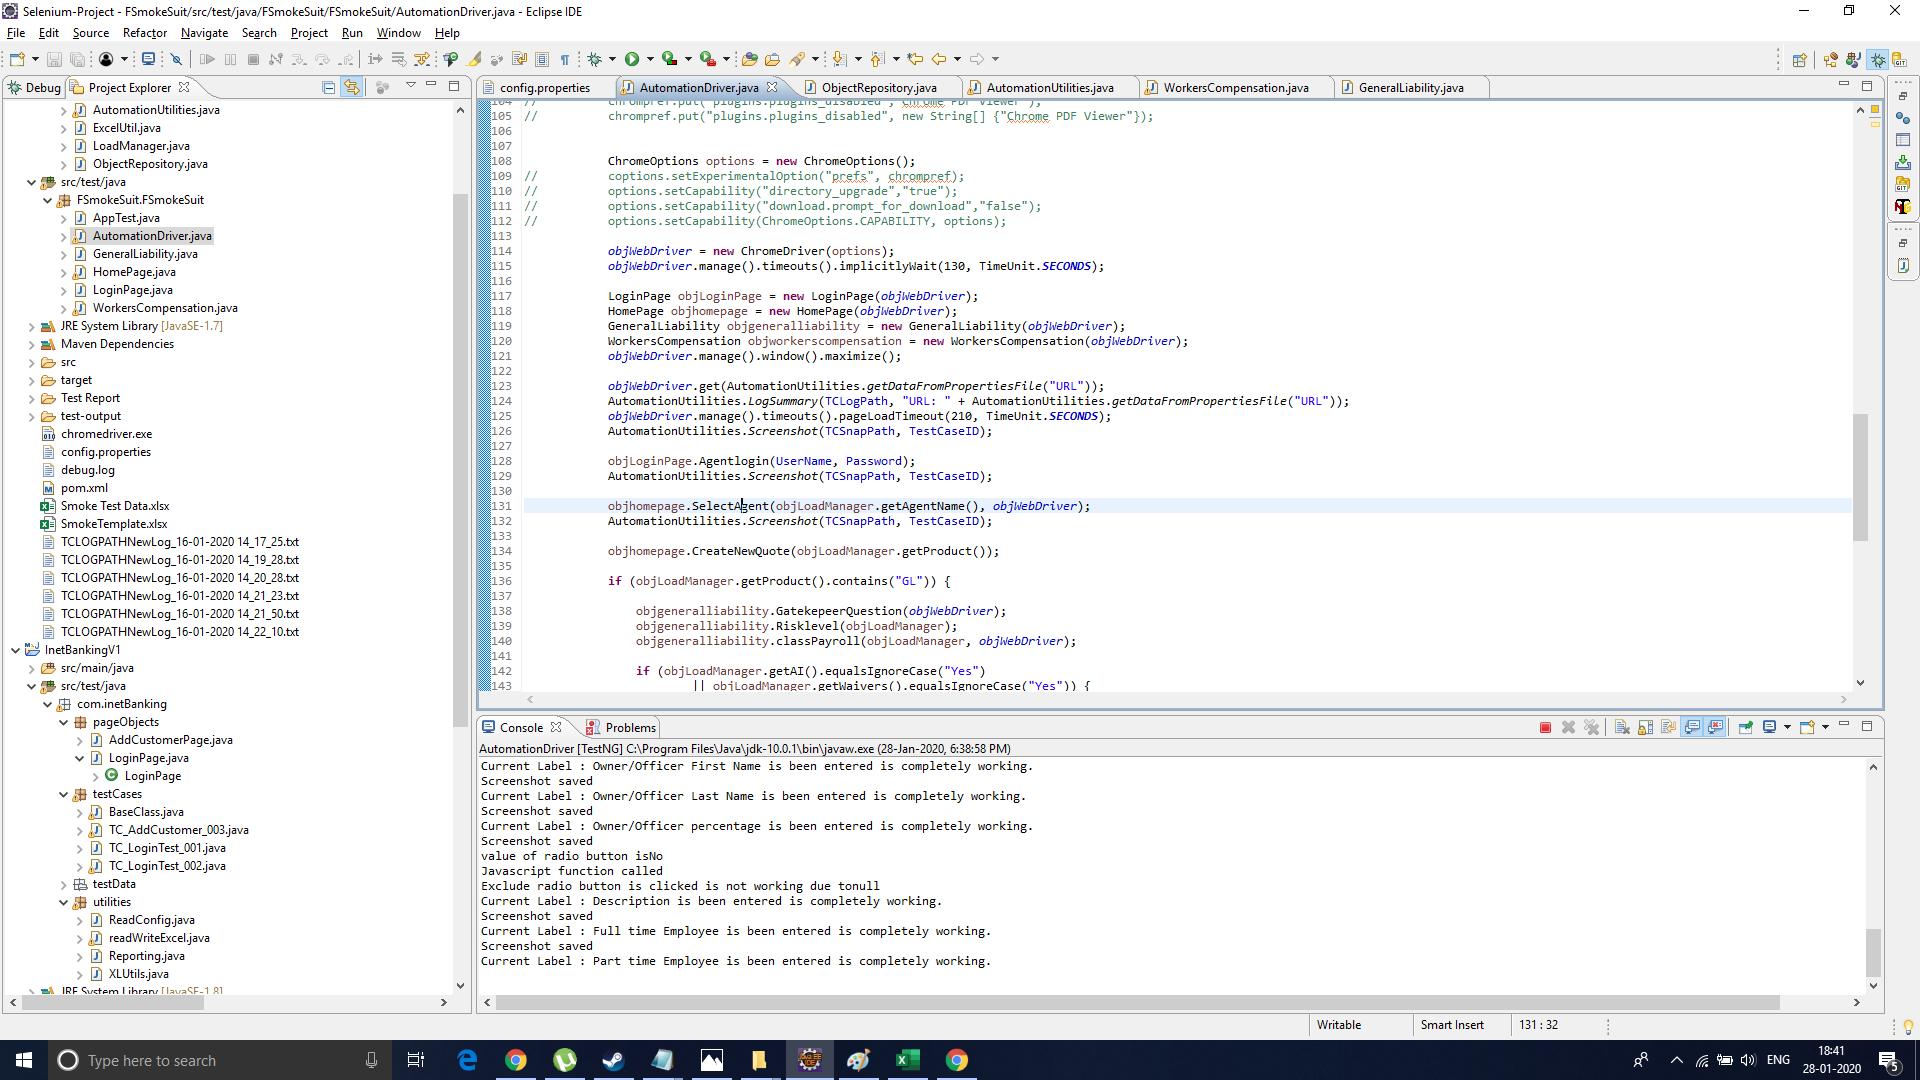 Selenium-Project - FSmokeSuit/src/test/java/FSmokeSuit/FSmokeSuit/AutomationDriver.java - Eclipse IDE
File Edit Source Refactor Navigate Search Project Run Window Help
Debug Project Explorer
AutomationUtilities.java
ExcelUtil.java
LoadManager.java
ObjectRepository.java
src/test/java
FSmokeSuit.FSmokeSuit
AppTest.java
AutomationDriver.java
GeneralLiability.java
HomePage.java
LoginPage.java
WorkersCompensation.java
JRE System Library [JavaSE-1.7]
Maven Dependencies
src
target
Test Report
test-output
chromedriver.exe
config.properties
debug.log
pom.xml
Smoke Test Data.xlsx
SmokeTemplate.xlsx
TCLOGPATHNewLog_16-01-2020 14_17_25.txt
TCLOGPATHNewLog_16-01-2020 14_19_28.txt
TCLOGPATHNewLog_16-01-2020 14_20_28.txt
TCLOGPATHNewLog_16-01-2020 14_21_23.txt
TCLOGPATHNewLog_16-01-2020 14_21_50.txt
TCLOGPATHNewLog_16-01-2020 14_22_10.txt
InetBankingV1
src/main/java
src/test/java
com.inetBanking
pageObjects
AddCustomerPage.java
LoginPage.java
LoginPage
testCases
BaseClass.java
TC_AddCustomer_003.java
TC_LoginTest_001.java
TC_LoginTest_002.java
testData
utilities
ReadConfig.java
readWriteExcel.java
Reporting.java
XLUtils.java
JRE System Library [JavaSE-1.8]
config.properties AutomationDriver.java ObjectRepository.java AutomationUtilities.java WorkersCompensation.java GeneralLiability.java
104 // chrompref.put("plugins.plugins_disabled","Chrome PDF Viewer");
105 // chrompref.put("plugins.plugins_disabled", new String[] {"Chrome PDF Viewer"});
106
107
108 ChromeOptions options = new ChromeOptions();
109 // coptions.setExperimentalOption("prefs", chrompref);
110 // options.setCapability("directory_upgrade","true");
111 // options.setCapability("download.prompt_for_download","false");
112 // options.setCapability(ChromeOptions.CAPABILITY, options);
113
114 objWebDriver = new ChromeDriver(options);
115 objWebDriver.manage().timeouts().implicitlyWait(130, TimeUnit.SECONDS);
116
117 LoginPage objLoginPage = new LoginPage(objWebDriver);
118 HomePage objhomepage = new HomePage(objWebDriver);
119 GeneralLiability objgeneralliability = new GeneralLiability(objWebDriver);
120 WorkersCompensation objworkerscompensation = new WorkersCompensation(objWebDriver);
121 objWebDriver.manage().window().maximize();
122
123 objWebDriver.get(AutomationUtilities.getDataFromPropertiesFile("URL"));
124 AutomationUtilities.LogSummary(TCLogPath, "URL: " + AutomationUtilities.getDataFromPropertiesFile("URL"));
125 objWebDriver.manage().timeouts().pageLoadTimeout(210, TimeUnit.SECONDS);
126 AutomationUtilities.Screenshot(TCSnapPath, TestCaseID);
127
128 objLoginPage.Agentlogin(UserName, Password);
129 AutomationUtilities.Screenshot(TCSnapPath, TestCaseID);
130
131 objhomepage.SelectAgent(objLoadManager.getAgentName(), objWebDriver);
132 AutomationUtilities.Screenshot(TCSnapPath, TestCaseID);
133
134 objhomepage.CreateNewQuote(objLoadManager.getProduct());
135
136 if (objLoadManager.getProduct().contains("GL")) {
137
138 objgeneralliability.GatekepeerQuestion(objWebDriver);
139 objgeneralliability.Risklevel(objLoadManager);
140 objgeneralliability.classPayroll(objLoadManager, objWebDriver);
141
142 if (objLoadManager.getAI().equalsIgnoreCase("Yes")
143 || objLoadManager.getWaivers().equalsIgnoreCase("Yes")) {
Console Problems
AutomationDriver [TestNG] C:\Program Files\Java\jdk-10.0.1\bin\javaw.exe (28-Jan-2020, 6:38:58 PM)
Current Label : Owner/Officer First Name is been entered is completely working.
Screenshot saved
Current Label : Owner/Officer Last Name is been entered is completely working.
Screenshot saved
Current Label : Owner/Officer percentage is been entered is completely working.
Screenshot saved
value of radio button isNo
Javascript function called
Exclude radio button is clicked is not working due tonull
Current Label : Description is been entered is completely working.
Screenshot saved
Current Label : Full time Employee is been entered is completely working.
Screenshot saved
Current Label : Part time Employee is been entered is completely working.
Writable Smart Insert 131 : 32
Type here to search
ENG
18:41
28-01-2020
5